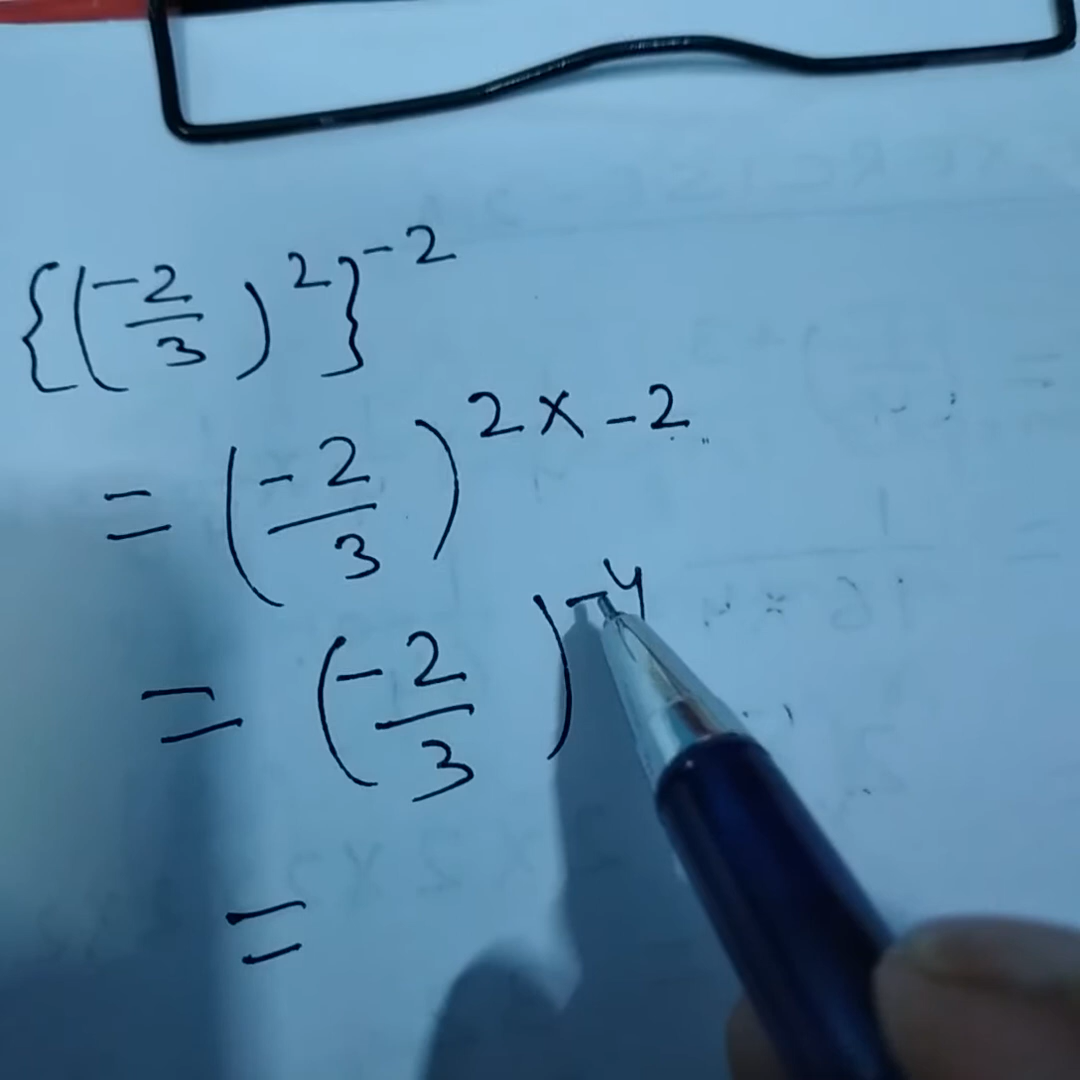 {(-2/3)^2}^-2
= (-2/3)^2×-2
= (-2/3)^-4
=